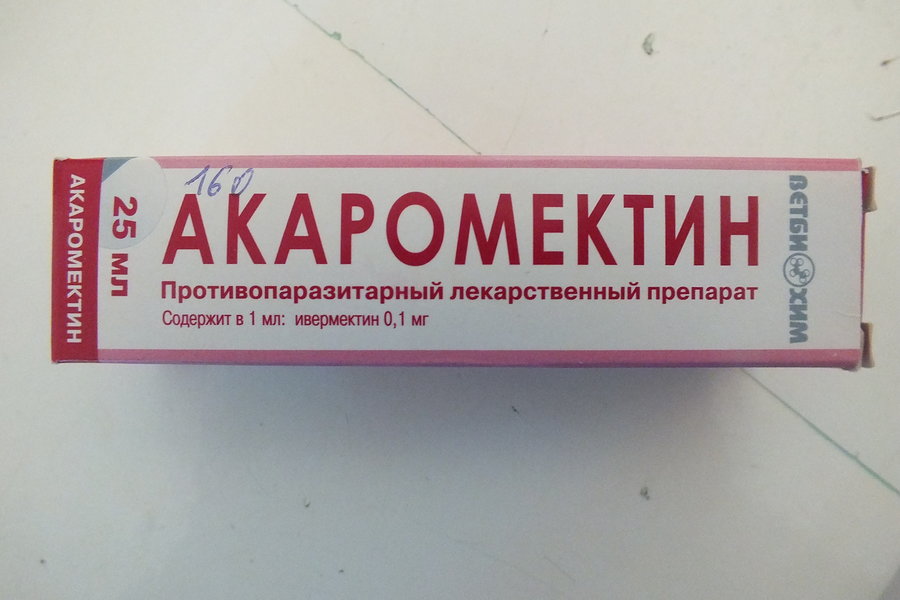 АКАРОМЕКТИН
25 мл
160
АКАРОМЕКТИН
Противопаразитарный лекарственный препарат
Содержит в 1 мл: ивермектин 0,1 мг
ВЕТБИОХИМ